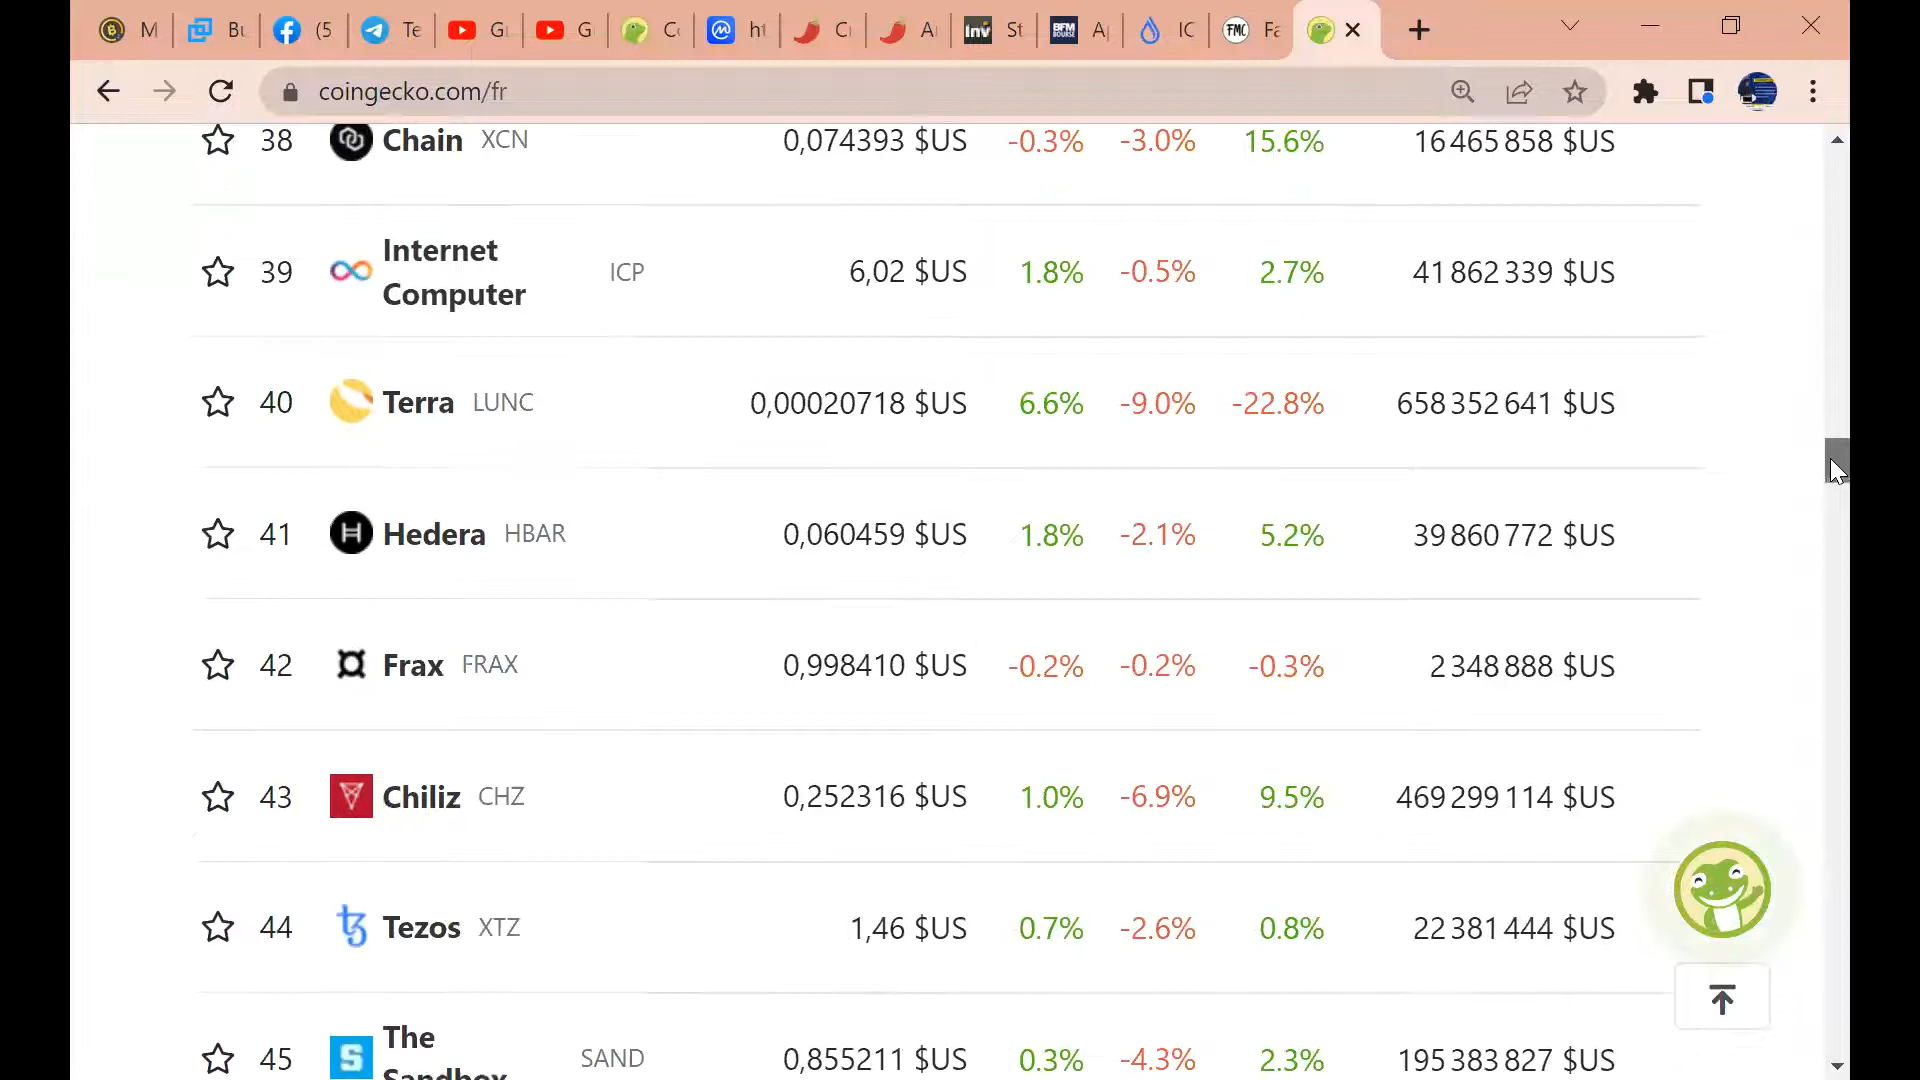 M
Bu
(5
Te
G
G
C
ht
C
A
Inv
St
BFM
BOURSE
A
IC
FMC
Fa
coingecko.com/fr
38 Chain XCN 0,074393 $US -0.3% -3.0% 15.6% 16 465 858 $US
39 Internet Computer ICP 6,02 $US 1.8% -0.5% 2.7% 41 862 339 $US
40 Terra LUNC 0,00020718 $US 6.6% -9.0% -22.8% 658 352 641 $US
41 Hedera HBAR 0,060459 $US 1.8% -2.1% 5.2% 39 860 772 $US
42 Frax FRAX 0,998410 $US -0.2% -0.2% -0.3% 2 348 888 $US
43 Chiliz CHZ 0,252316 $US 1.0% -6.9% 9.5% 469 299 114 $US
44 Tezos XTZ 1,46 $US 0.7% -2.6% 0.8% 22 381 444 $US
45 The Sandbox SAND 0,855211 $US 0.3% -4.3% 2.3% 195 383 827 $US